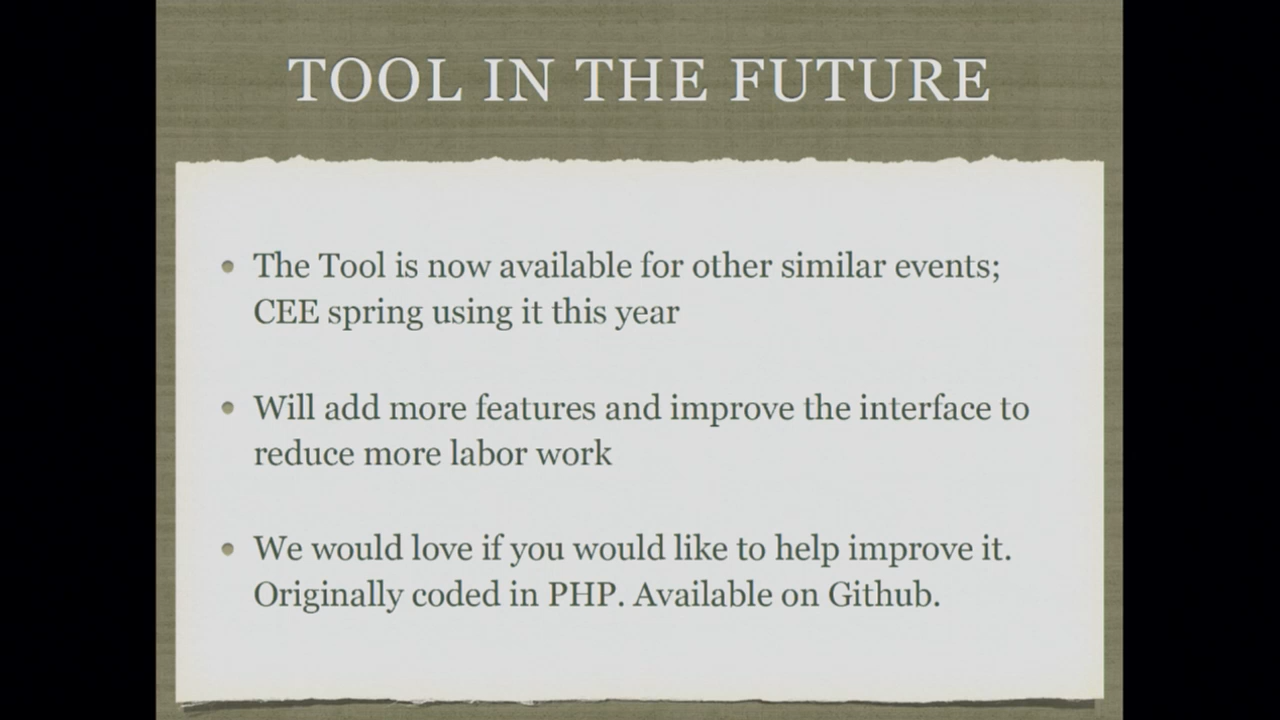 TOOL IN THE FUTURE
The Tool is now available for other similar events;
CEE spring using it this year
Will add more features and improve the interface to
reduce more labor work
We would love if you would like to help improve it.
Originally coded in PHP. Available on Github.